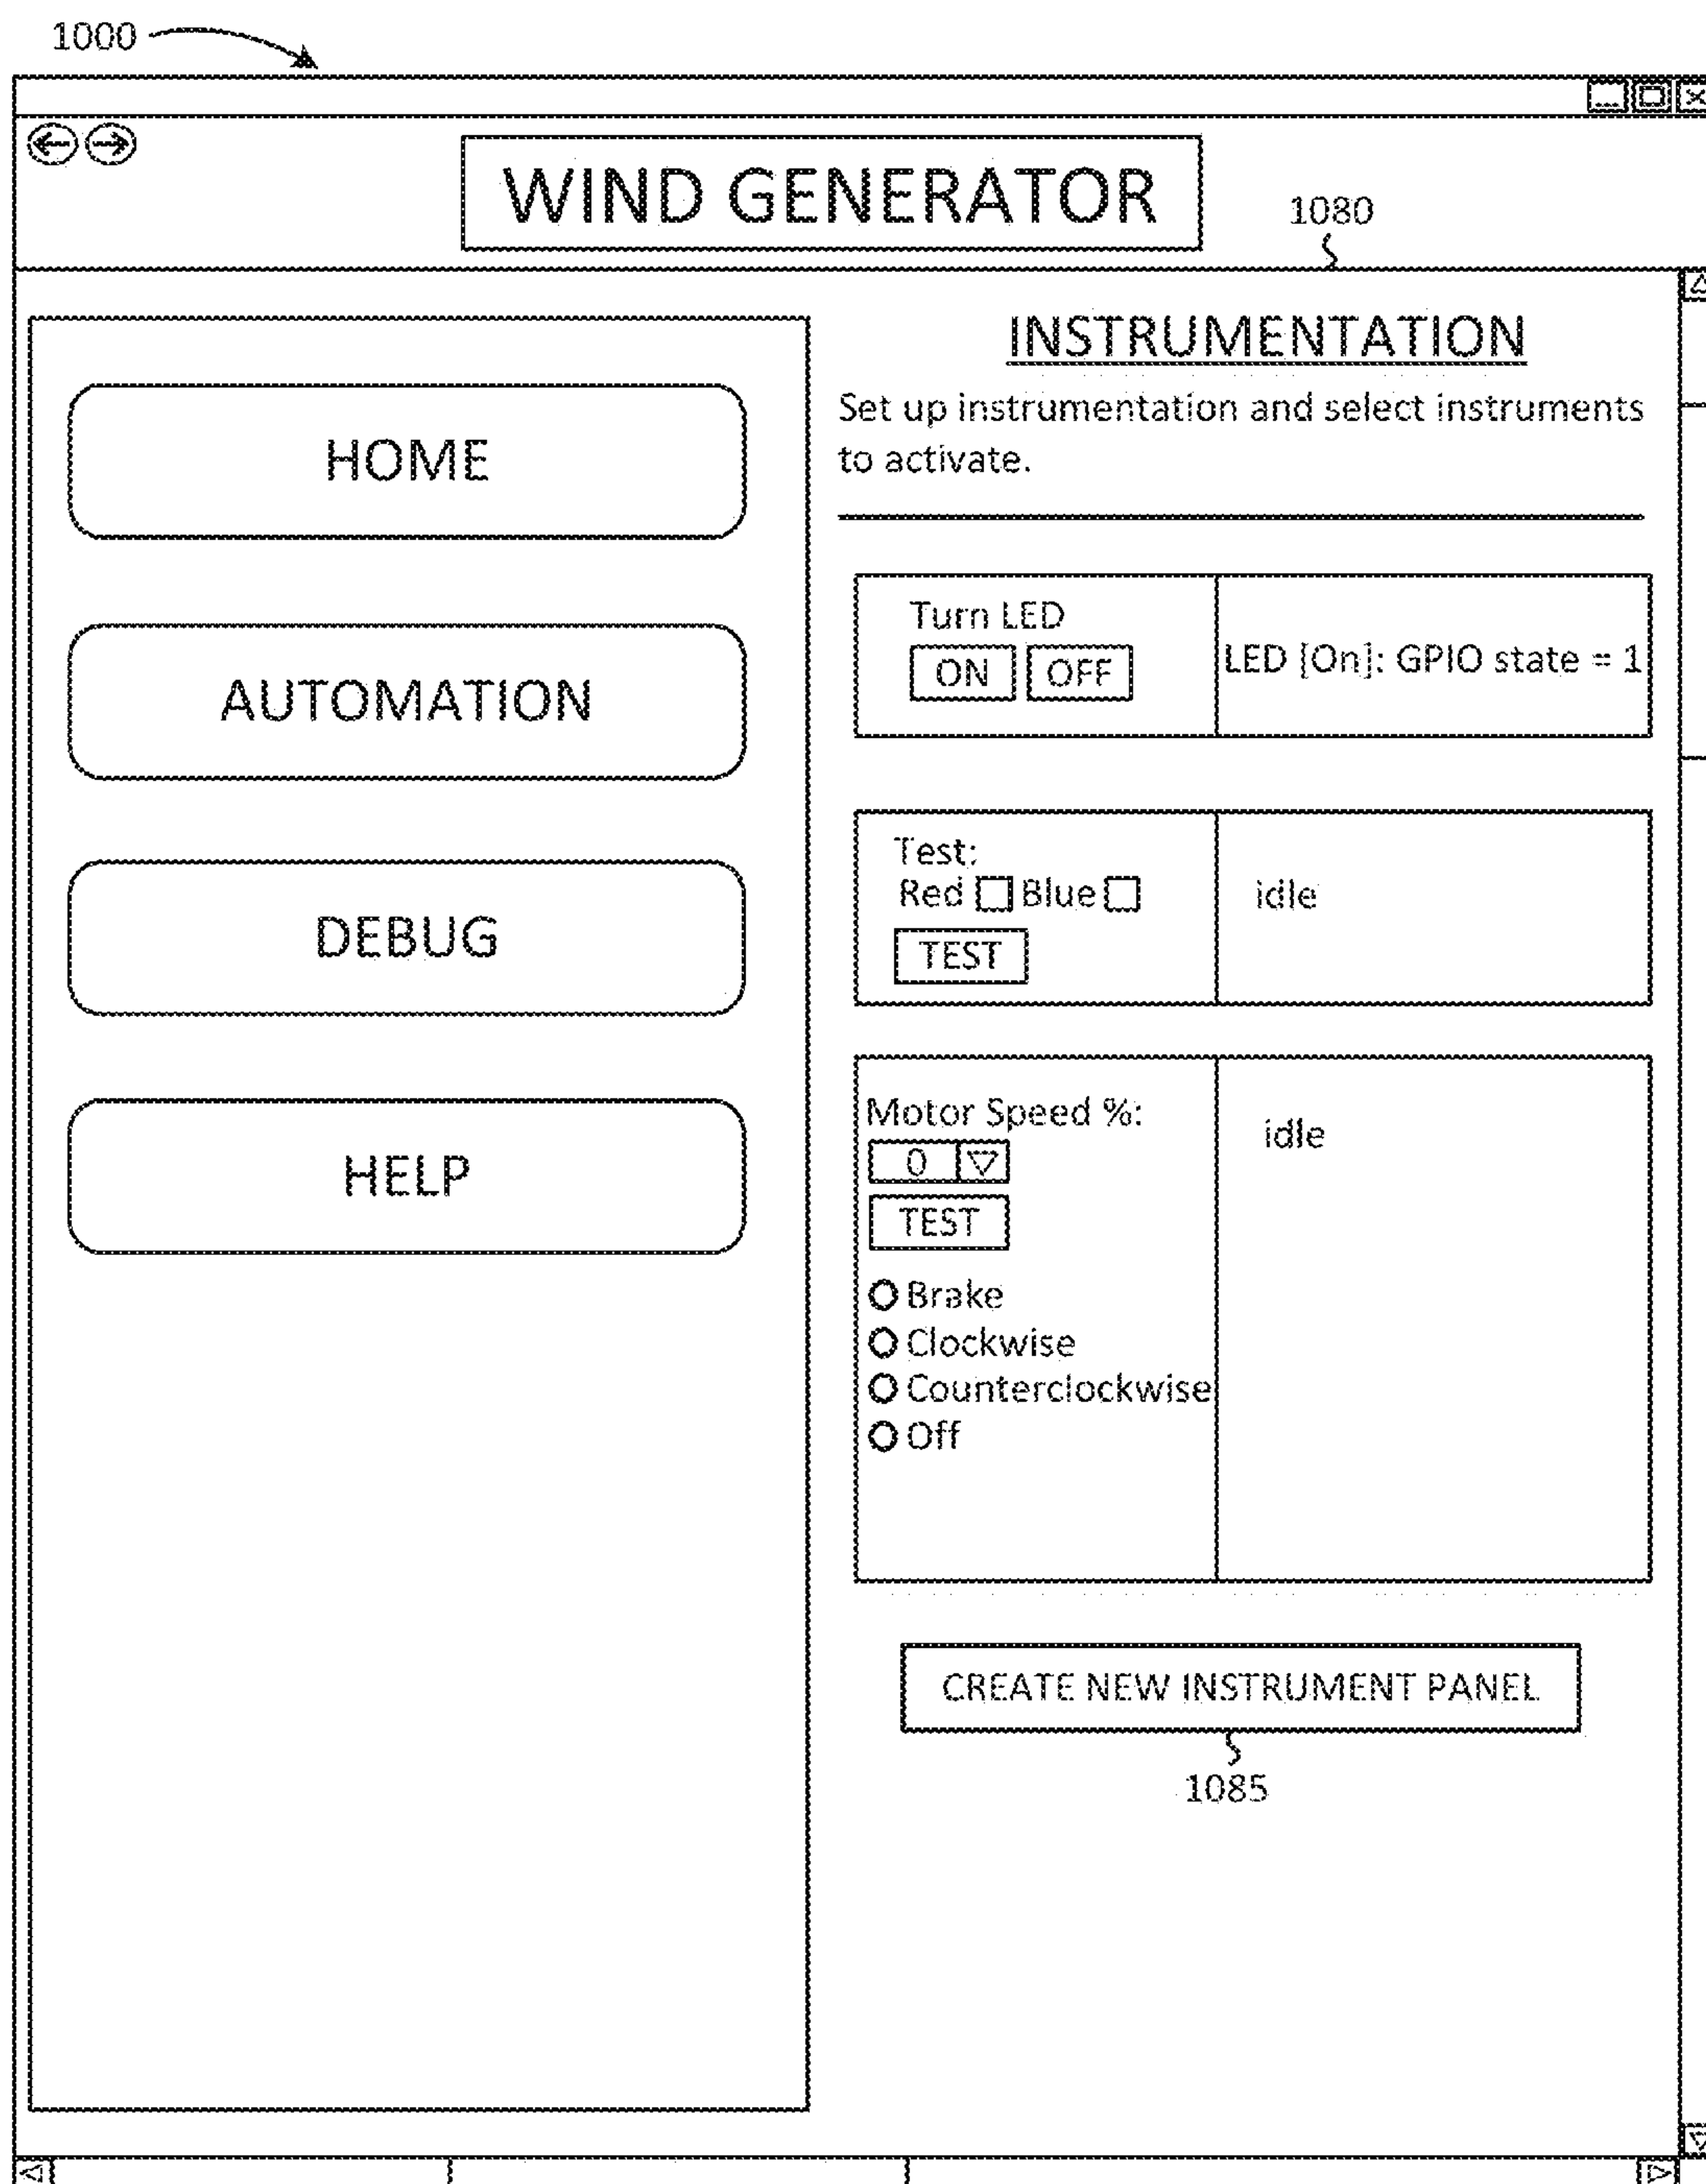 1000
WIND GENERATOR
1080
HOME
AUTOMATION
DEBUG
HELP
INSTRUMENTATION
Set up instrumentation and select instruments
to activate.
Turn LED
ON OFF
LED [On]: GPIO state = 1
Test:
Red Blue
TEST
idle
Motor Speed %:
0
TEST
Brake
Clockwise
Counterclockwise
Off
idle
CREATE NEW INSTRUMENT PANEL
1085